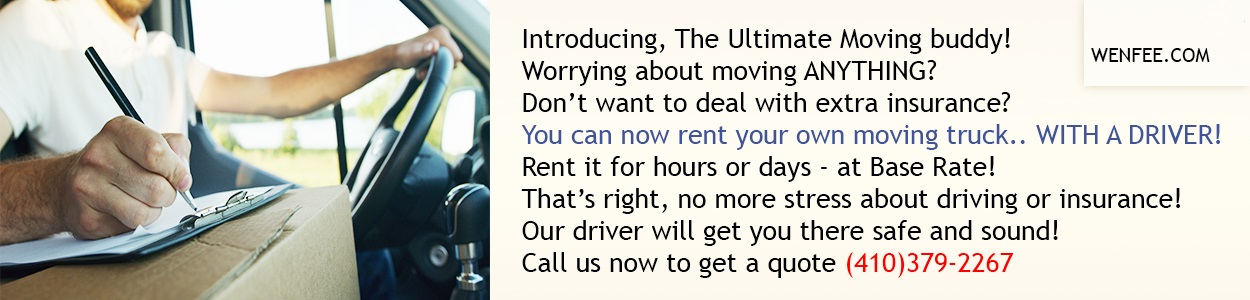 Introducing, The Ultimate Moving buddy!
Worrying about moving ANYTHING?
Don't want to deal with extra insurance?
You can now rent your own moving truck.. WITH A DRIVER!
Rent it for hours or days - at Base Rate!
That's right, no more stress about driving or insurance!
Our driver will get you there safe and sound!
Call us now to get a quote (410)379-2267
WENFEE.COM